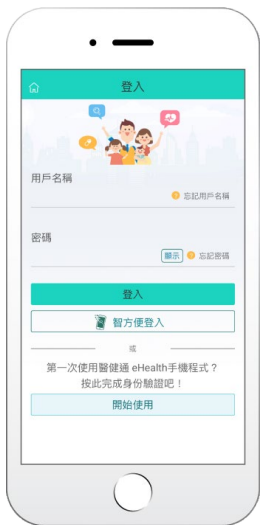 登入
用戶名稱
忘記用戶名稱
密碼
顯示 忘記密碼
登入
智方便登入
或
第一次使用醫健通 eHealth手機程式？
按此完成身份驗證吧！
開始使用